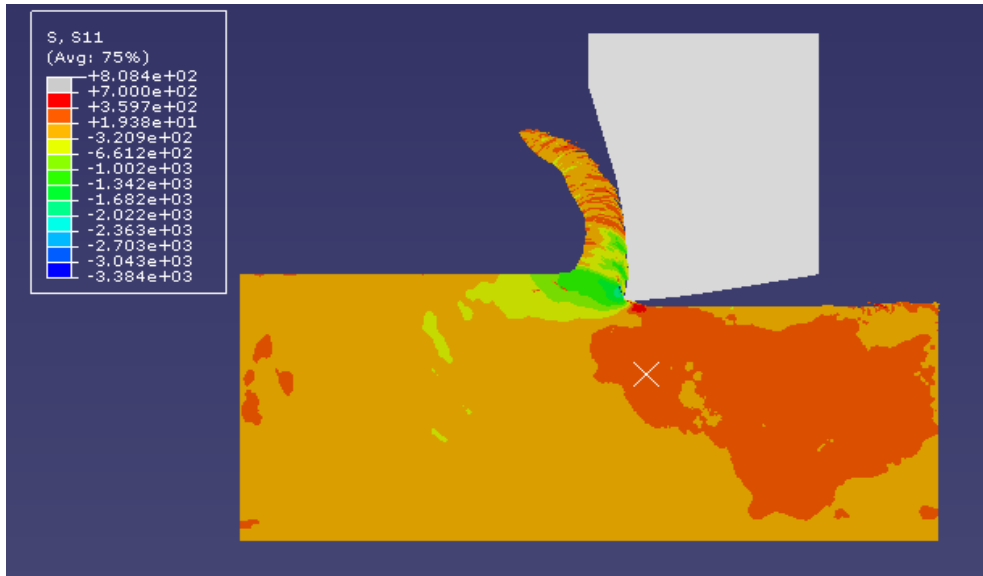 S, S11
(Avg: 75%)
+8.084e+02
+7.000e+02
+3.597e+02
+1.938e+01
-3.209e+02
-6.612e+02
-1.002e+03
-1.342e+03
-1.682e+03
-2.022e+03
-2.363e+03
-2.703e+03
-3.043e+03
-3.384e+03